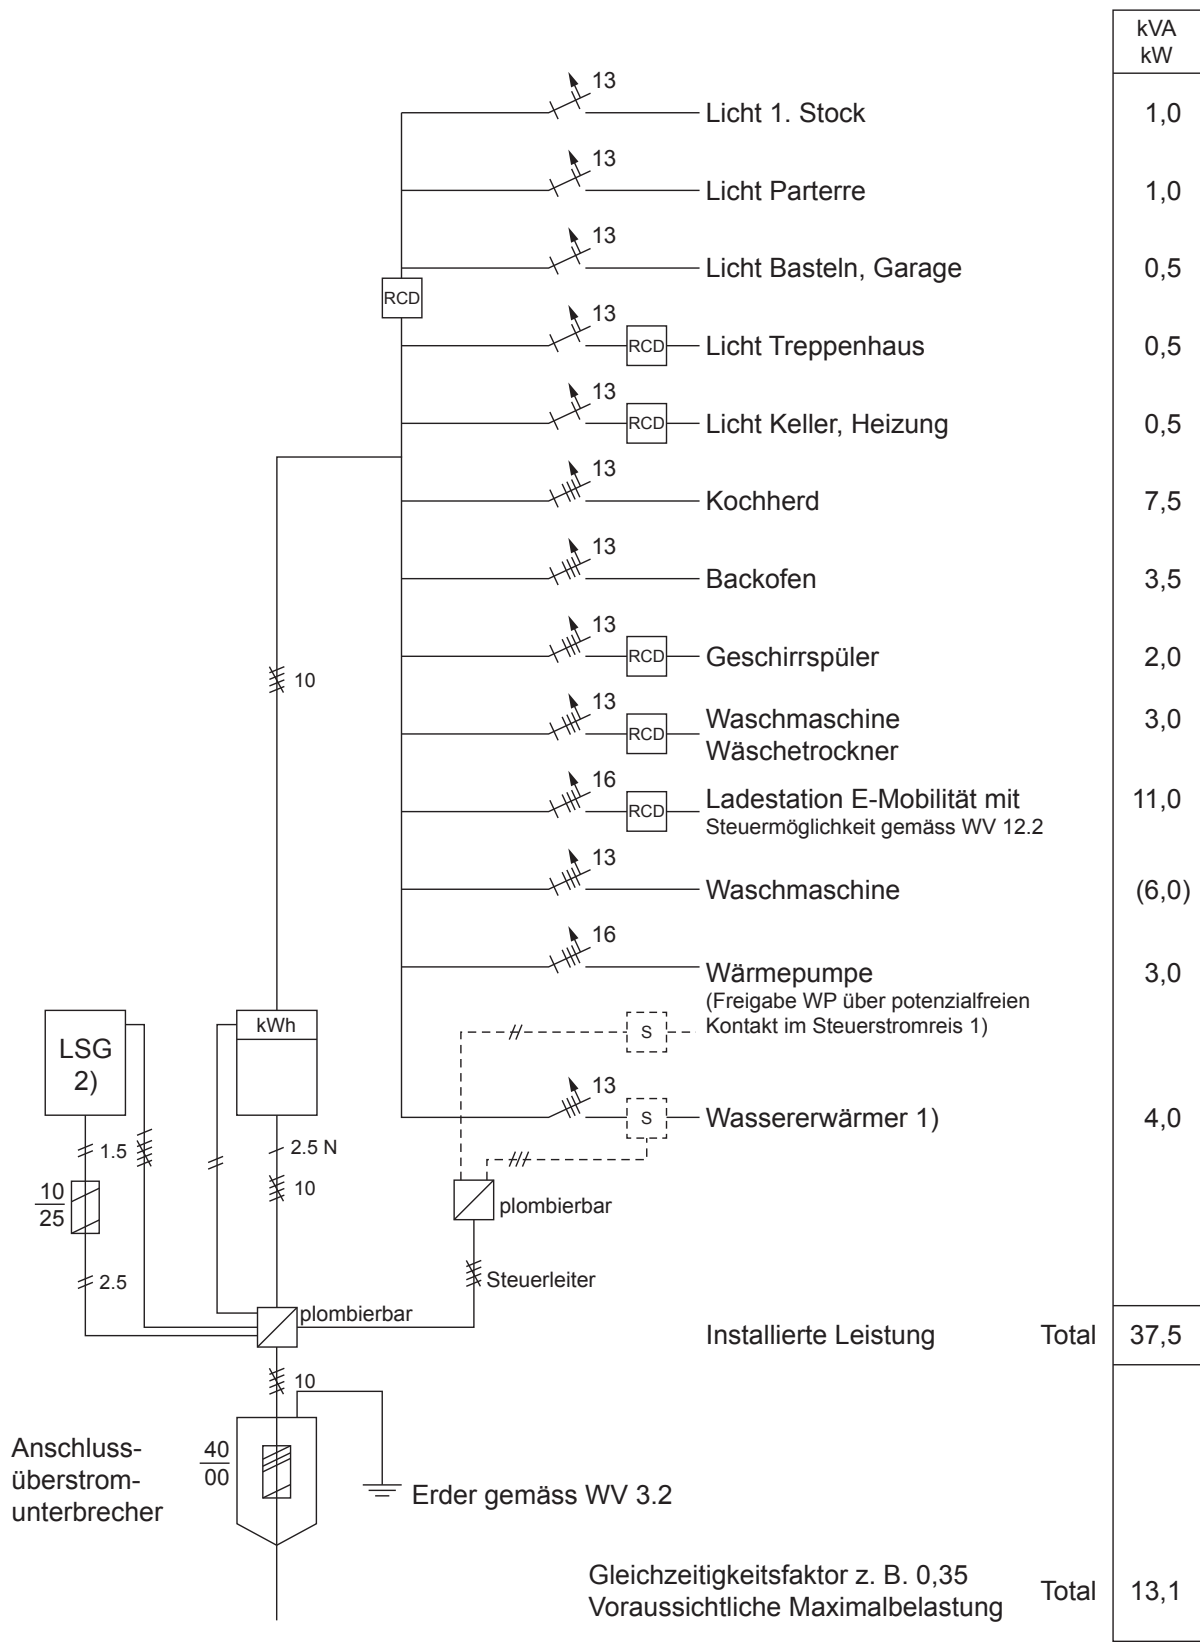 kVA
kW
13
Licht 1. Stock 1,0
13
Licht Parterre 1,0
13
Licht Basteln, Garage 0,5
RCD
13
RCD Licht Treppenhaus 0,5
13
RCD Licht Keller, Heizung 0,5
13
Kochherd 7,5
13
Backofen 3,5
13
RCD Geschirrspüler 2,0
10
13
RCD Waschmaschine 3,0
Wäschetrockner
16
RCD Ladestation E-Mobilität mit 11,0
Steuermöglichkeit gemäss WV 12.2
13
Waschmaschine (6,0)
16
Wärmepumpe 3,0
(Freigabe WP über potenzialfreien
Kontakt im Steuerstromreis 1)
S
kWh
LSG
2)
13
S Wassererwärmer 1) 4,0
1.5
2.5 N
10
10
25
plombierbar
2.5
Steuerleiter
plombierbar
Installierte Leistung Total 37,5
10
Anschluss-
überstrom-
unterbrecher
40
00
Erder gemäss WV 3.2
Gleichzeitigkeitsfaktor z. B. 0,35
Voraussichtliche Maximalbelastung Total 13,1